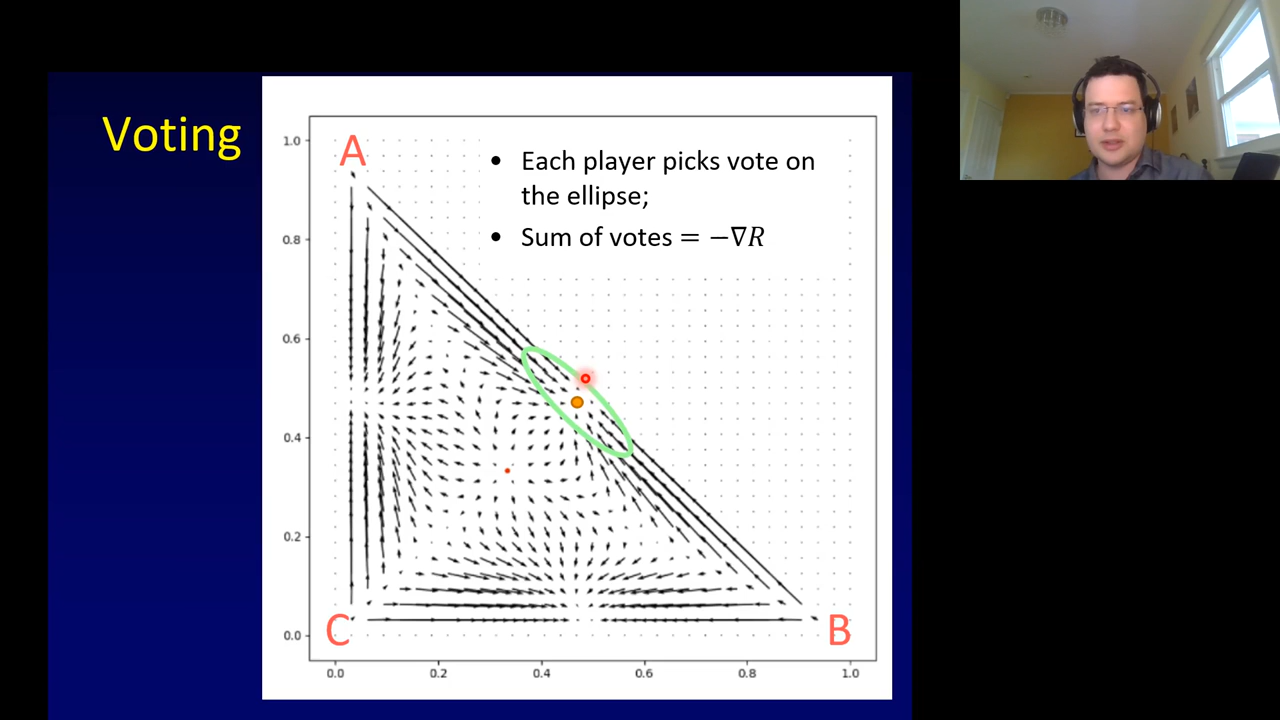 Voting
A
• Each player picks vote on
the ellipse;
• Sum of votes = −∇R
1.0
0.8
0.6
0.4
0.2
0.0
C
B
0.0 0.2 0.4 0.6 0.8 1.0